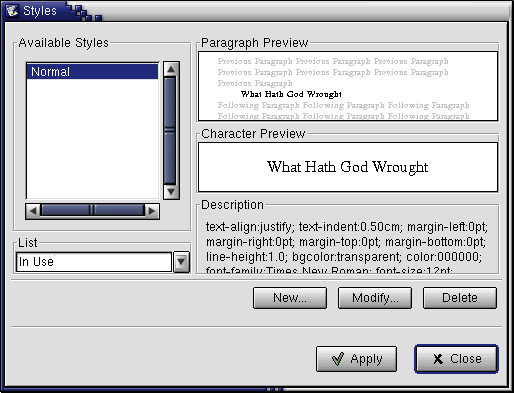 Styles
Available Styles
Normal
List
In Use
Paragraph Preview
Previous Paragraph Previous Paragraph Previous Paragraph
Previous Paragraph Previous Paragraph Previous Paragraph
Previous Paragraph
What Hath God Wrought
Following Paragraph Following Paragraph Following Paragraph
Following Paragraph Following Paragraph Following Paragraph
Character Preview
What Hath God Wrought
Description
text-align:justify; text-indent:0.50cm; margin-left:0pt;
margin-right:0pt; margin-top:0pt; margin-bottom:0pt;
line-height:1.0; bgcolor:transparent; color:000000;
font-family:Times New Roman; font-size:12pt;
New...
Modify...
Delete
Apply
Close